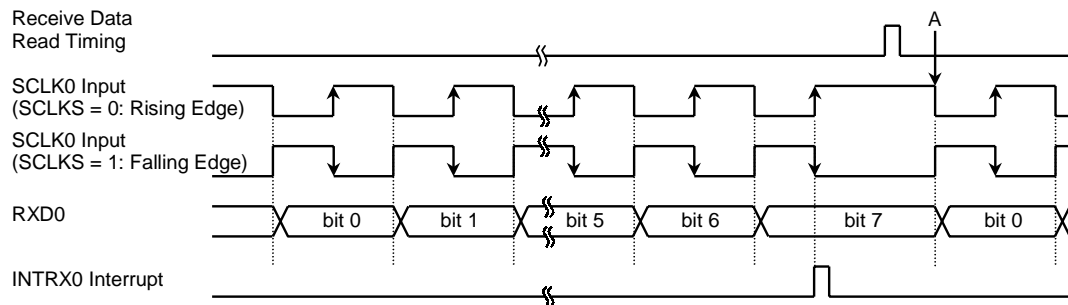 Receive Data
Read Timing
A
SCLK0 Input
(SCLKS = 0: Rising Edge)
SCLK0 Input
(SCLKS = 1: Falling Edge)
RXD0
bit 0
bit 1
bit 5
bit 6
bit 7
bit 0
INTRX0 Interrupt